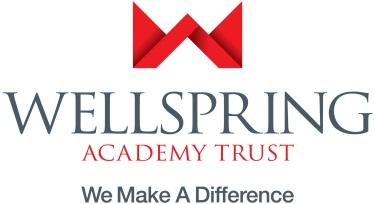 WELLSPRING
ACADEMY TRUST
We Make A Difference